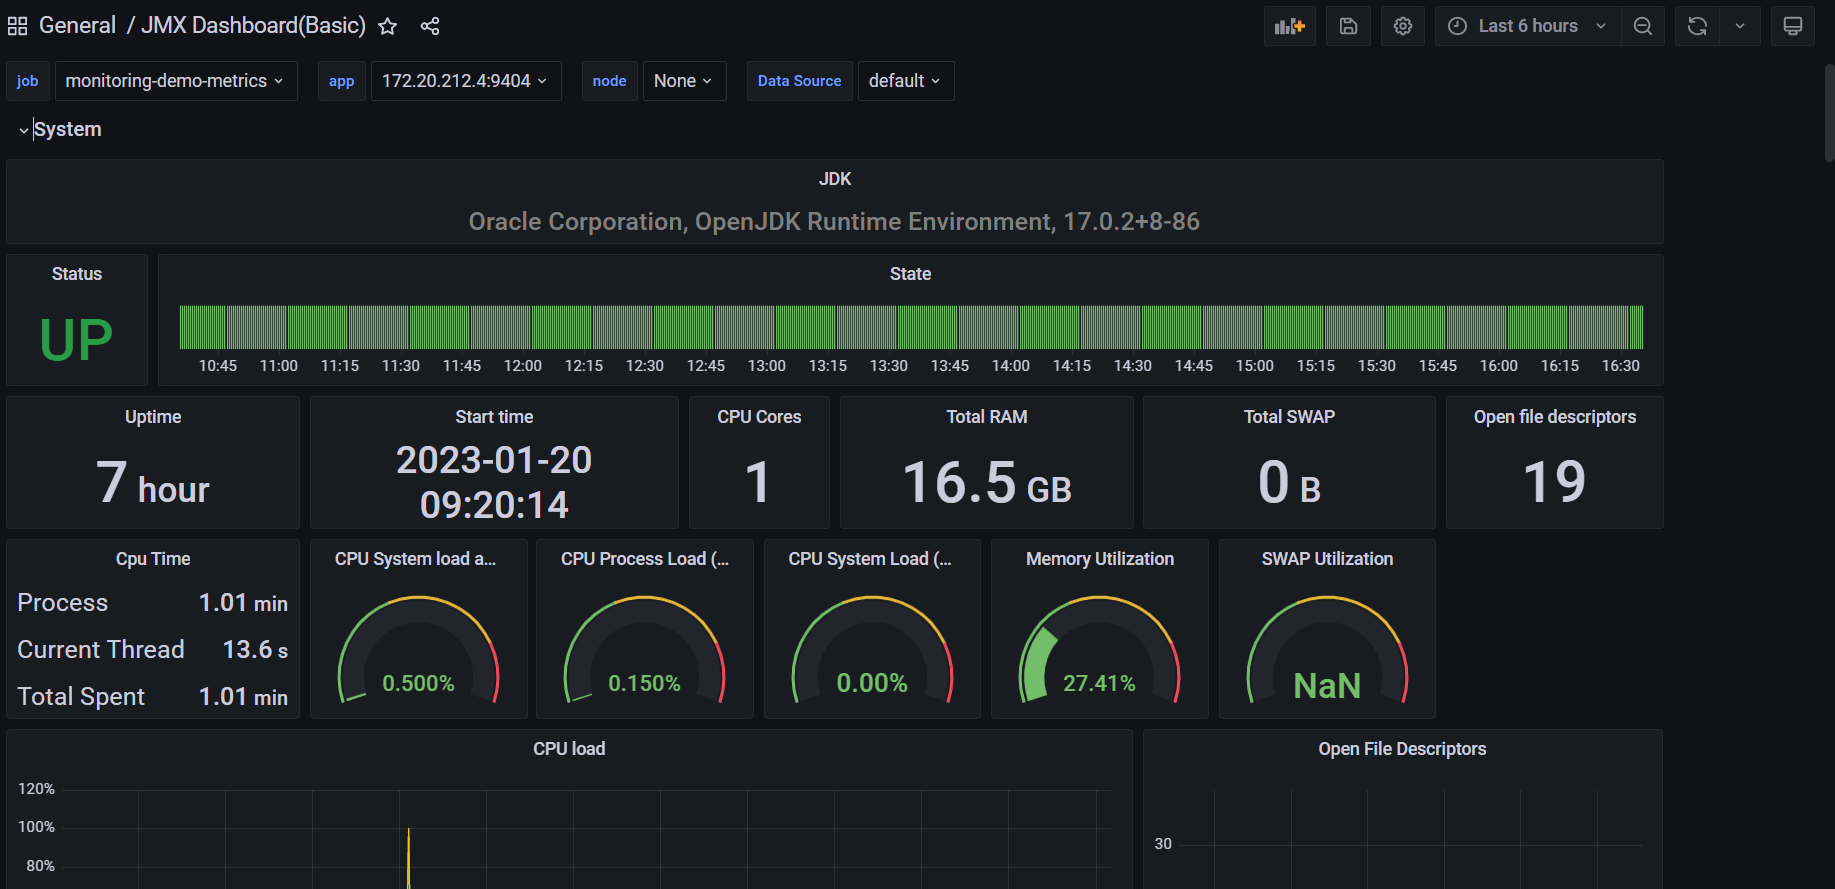 General / JMX Dashboard(Basic)
Last 6 hours
job monitoring-demo-metrics app 172.20.212.4:9404 node None Data Source default
System
JDK
Oracle Corporation, OpenJDK Runtime Environment, 17.0.2+8-86
Status
UP
State
10:45 11:00 11:15 11:30 11:45 12:00 12:15 12:30 12:45 13:00 13:15 13:30 13:45 14:00 14:15 14:30 14:45 15:00 15:15 15:30 15:45 16:00 16:15 16:30
Uptime
7 hour
Start time
2023-01-20
09:20:14
CPU Cores
1
Total RAM
16.5 GB
Total SWAP
0 B
Open file descriptors
19
Cpu Time
Process 1.01 min
Current Thread 13.6 s
Total Spent 1.01 min
CPU System load a...
0.500%
CPU Process Load (...
0.150%
CPU System Load (...
0.00%
Memory Utilization
27.41%
SWAP Utilization
NaN
CPU load
120%
100%
80%
Open File Descriptors
30